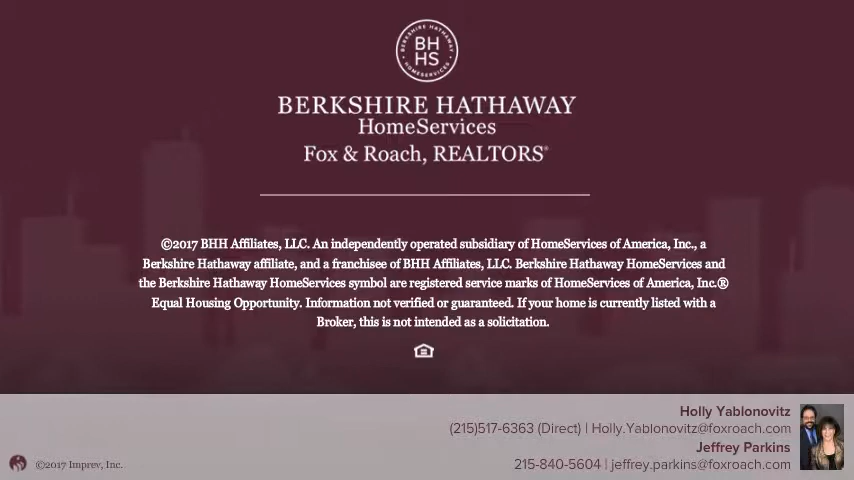 BERKSHIRE HATHAWAY
HOMESERVICES
BH
HS
BERKSHIRE HATHAWAY
HomeServices
Fox & Roach, REALTORS®
©2017 BHH Affiliates, LLC. An independently operated subsidiary of HomeServices of America, Inc., a
Berkshire Hathaway affiliate, and a franchisee of BHH Affiliates, LLC. Berkshire Hathaway HomeServices and
the Berkshire Hathaway HomeServices symbol are registered service marks of HomeServices of America, Inc.®
Equal Housing Opportunity. Information not verified or guaranteed. If your home is currently listed with a
Broker, this is not intended as a solicitation.
Holly Yablonovitz
(215)517-6363 (Direct) | Holly.Yablonovitz@foxroach.com
Jeffrey Parkins
215-840-5604 | jeffrey.parkins@foxroach.com
©2017 Imprev, Inc.